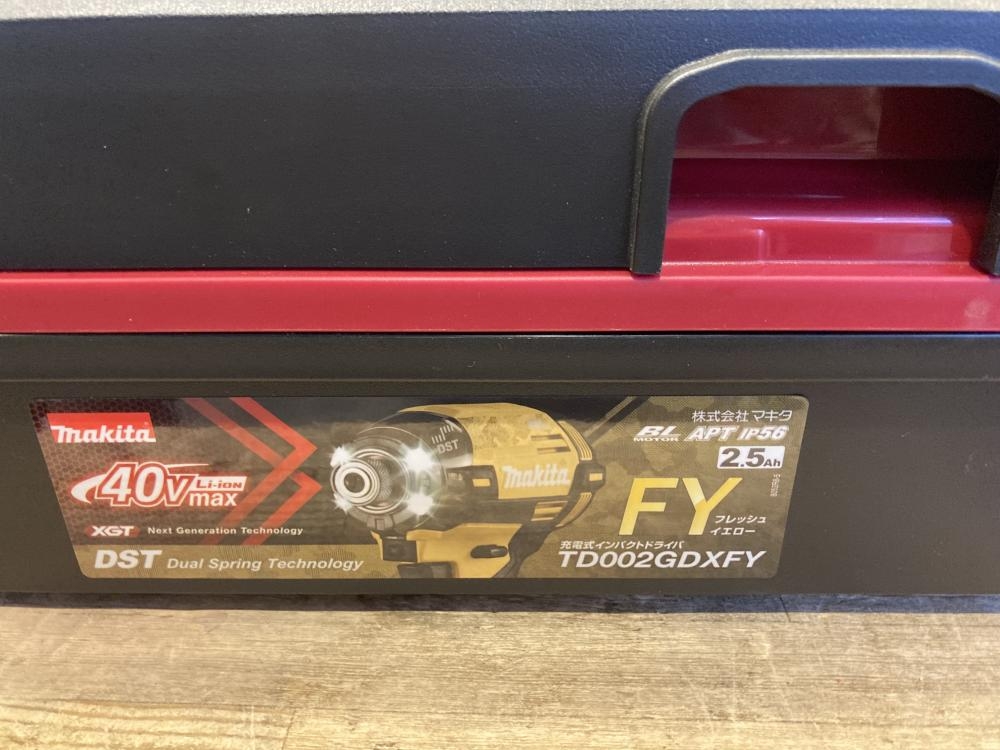 makita
40Vmax Li-ion
XGT Next Generation Technology
DST Dual Spring Technology
DST
makita
株式会社マキタ
BL MOTOR APT IP56
2.5Ah
FY フレッシュイエロー
充電式インパクトドライバ
TD002GDXFY